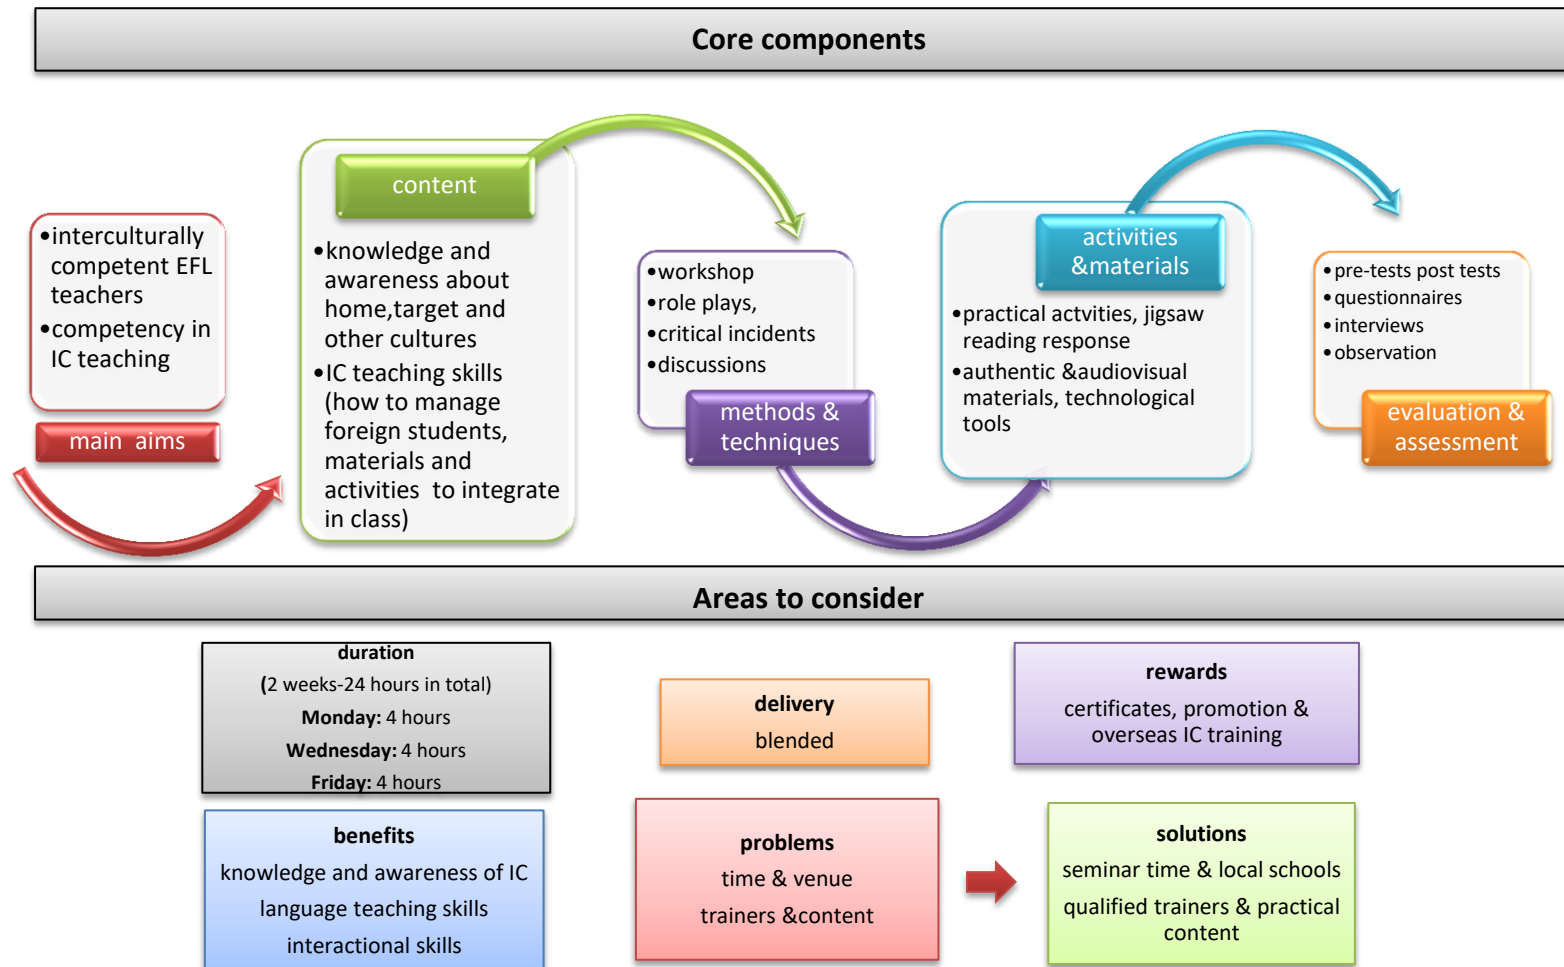 Core components
•interculturally
competent EFL
teachers
•competency in
IC teaching
main aims
content
•knowledge and
awareness about
home,target and
other cultures
•IC teaching skills
(how to manage
foreign students,
materials and
activities to integrate
in class)
•workshop
•role plays,
•critical incidents
•discussions
methods &
techniques
activities
&materials
•practical actvities, jigsaw
reading response
•authentic &audiovisual
materials, technological
tools
•pre-tests post tests
•questionnaires
•interviews
•observation
evaluation &
assessment
Areas to consider
duration
(2 weeks-24 hours in total)
Monday: 4 hours
Wednesday: 4 hours
Friday: 4 hours
delivery
blended
rewards
certificates, promotion &
overseas IC training
benefits
knowledge and awareness of IC
language teaching skills
interactional skills
problems
time & venue
trainers &content
solutions
seminar time & local schools
qualified trainers & practical
content